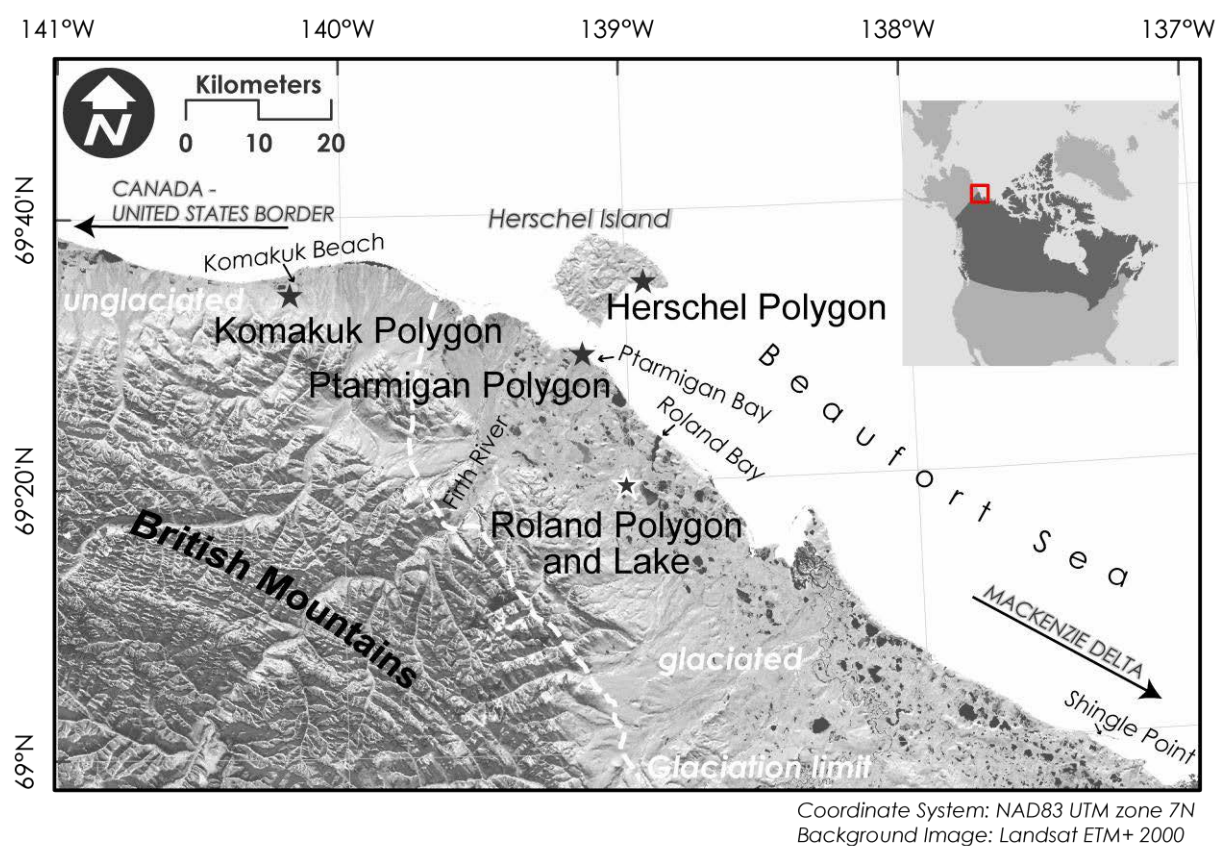 141°W 140°W 139°W 138°W 137°W
Kilometers
0 10 20
N
CANADA -
UNITED STATES BORDER
69°40'N
Herschel Island
Komakuk Beach
unglaciated
Herschel Polygon
Komakuk Polygon
Ptarmigan Polygon
Ptarmigan Bay
Beaufort Sea
Roland Bay
Firth River
69°20'N
Roland Polygon
and Lake
British Mountains
MACKENZIE DELTA
glaciated
Shingle Point
69°N
Glaciation limit
Coordinate System: NAD83 UTM zone 7N
Background Image: Landsat ETM+ 2000